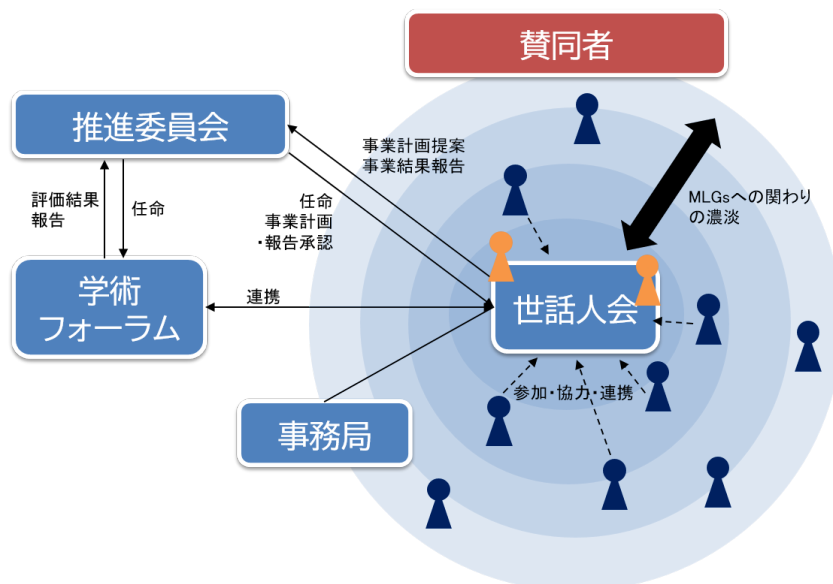 賛同者
推進委員会
事業計画提案
事業結果報告
評価結果
報告
任命
任命
事業計画
・報告承認
MLGsへの関わり
の濃淡
学術
フォーラム
連携
世話人会
参加・協力・連携
事務局